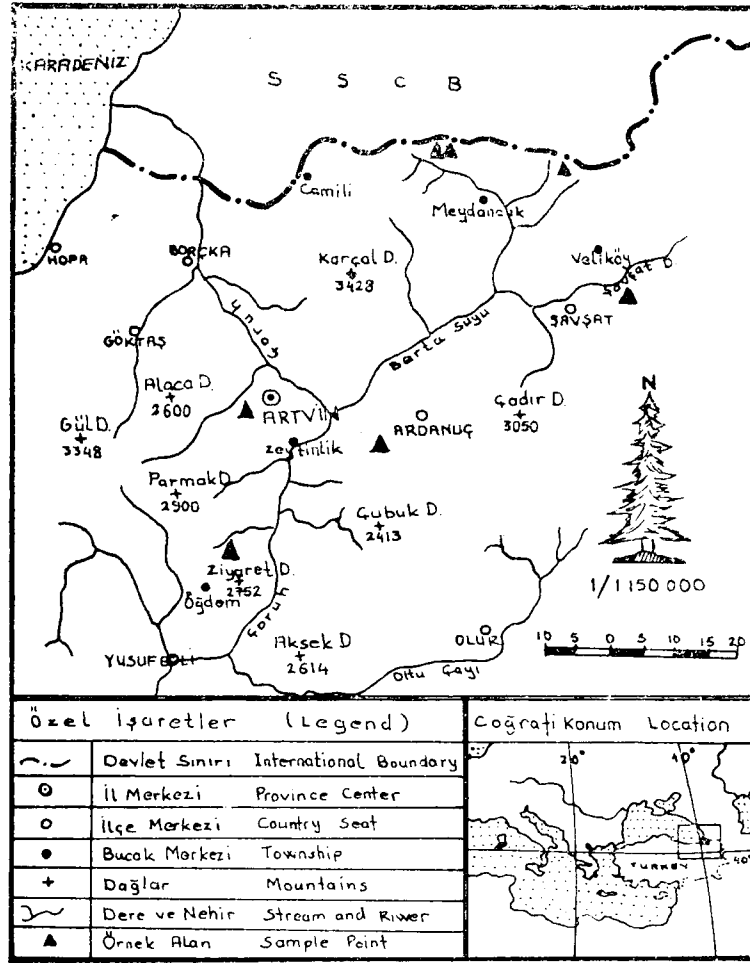 KARADENİZ
S S C B
Camili
Meydancık
HOPA
BORÇKA
Karçal D.
3428
Veliköy
Şavşat D.
ŞAVŞAT
GÖKTAŞ
Çoruh
Barta Suyu
Alaca D.
2600
ARTVİN
Gül D.
3348
Zeytinlik
ARDANUÇ
Çadır D.
3050
N
Parmak D
2900
Çubuk D.
2413
Ziyaret D.
2752
Öğdem
1/1150 000
Çoruh
YUSUFELİ
Aksek D
2614
OLUR
Oltu Çayı
10 5 0 5 10 15 20
Özel İşaretler (Legend)
Devlet Sınırı International Boundary
İl Merkezi Province Center
İlçe Merkezi Country Seat
Bucak Merkezi Township
Dağlar Mountains
Dere ve Nehir Stream and Riwer
Örnek Alan Sample Point
Coğrafi Konum Location
20° 40°
TURKEY
40°